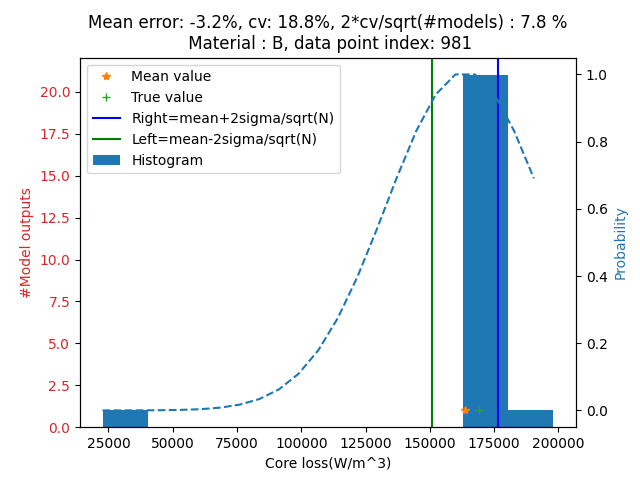 Mean error: -3.2%, cv: 18.8%, 2*cv/sqrt(#models) : 7.8 %
Material : B, data point index: 981
Mean value
True value
Right=mean+2sigma/sqrt(N)
Left=mean-2sigma/sqrt(N)
Histogram
#Model outputs
20.0
17.5
15.0
12.5
10.0
7.5
5.0
2.5
0.0
1.0
0.8
0.6
0.4
0.2
0.0
Probability
25000 50000 75000 100000 125000 150000 175000 200000
Core loss(W/m^3)